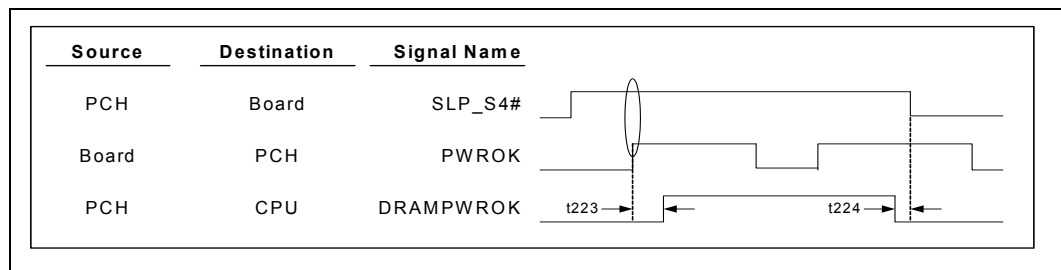 Source Destination Signal Name
PCH Board SLP_S4#
Board PCH PWROK
PCH CPU DRAMPWROK t223 t224